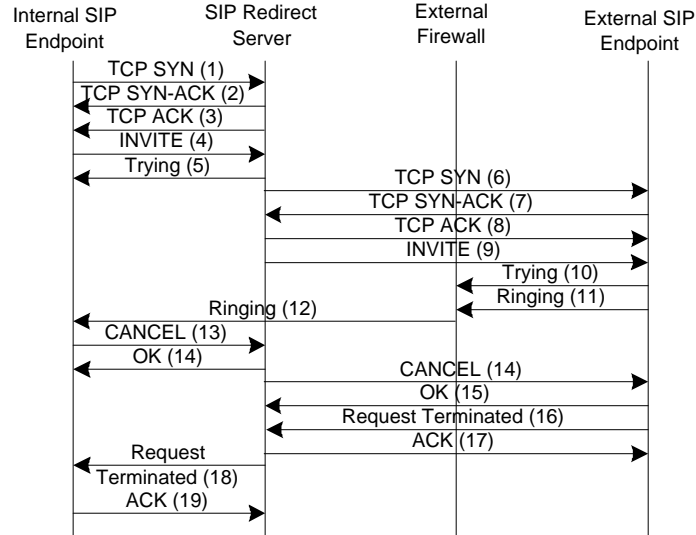 Internal SIP
Endpoint
SIP Redirect
Server
External
Firewall
External SIP
Endpoint
TCP SYN (1)
TCP SYN-ACK (2)
TCP ACK (3)
INVITE (4)
Trying (5)
TCP SYN (6)
TCP SYN-ACK (7)
TCP ACK (8)
INVITE (9)
Trying (10)
Ringing (11)
Ringing (12)
CANCEL (13)
OK (14)
CANCEL (14)
OK (15)
Request Terminated (16)
ACK (17)
Request
Terminated (18)
ACK (19)